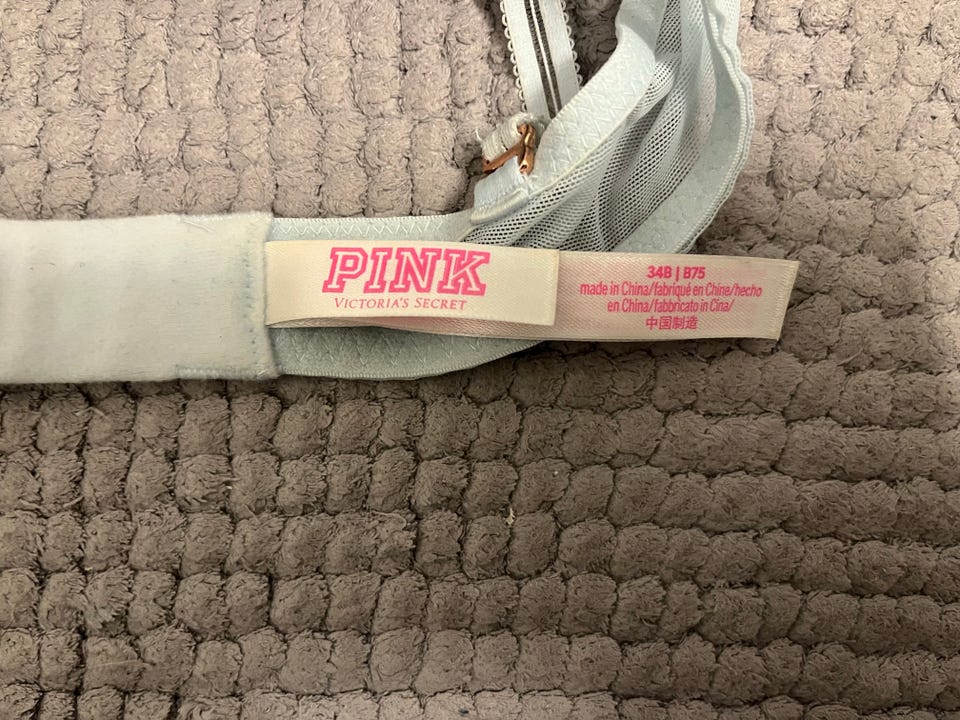 PINK
VICTORIA'S SECRET
34B | B75
made in China/fabriqué en Chine/hecho
en China/fabbricato in Cina/
中国制造